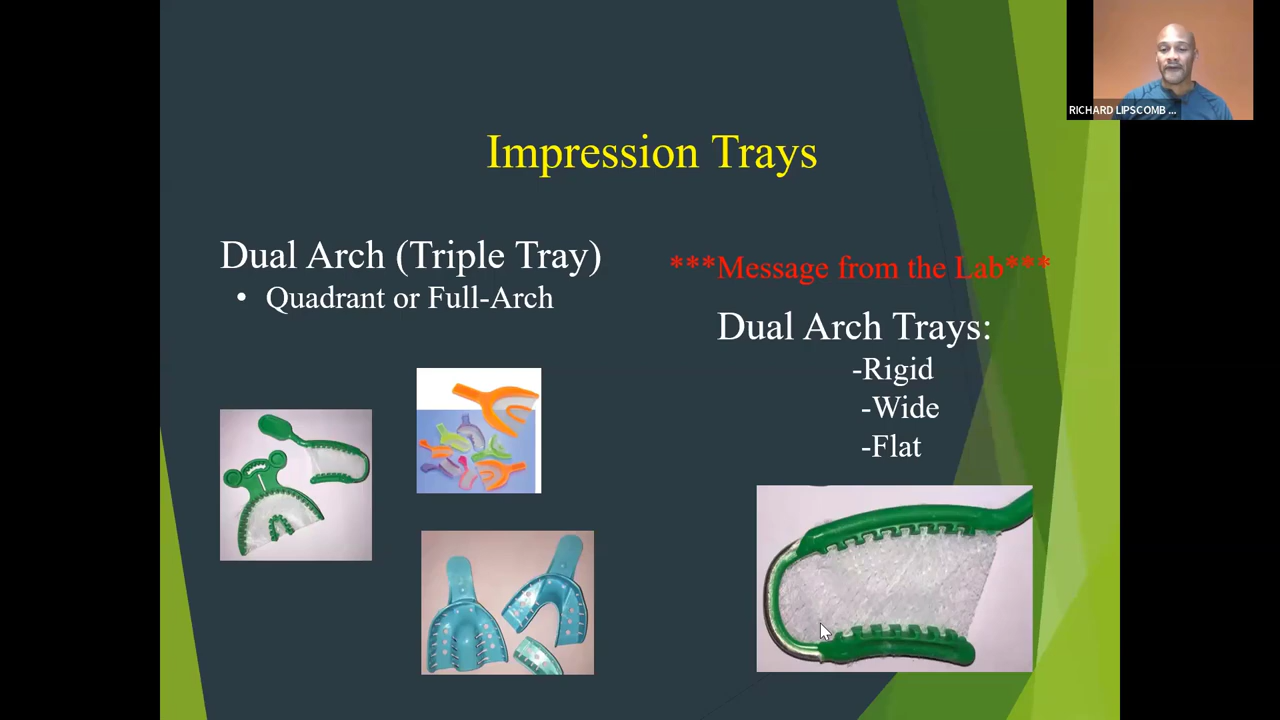 RICHARD LIPSCOMB ...
Impression Trays
Dual Arch (Triple Tray)
• Quadrant or Full-Arch
***Message from the Lab***
Dual Arch Trays:
-Rigid
-Wide
-Flat